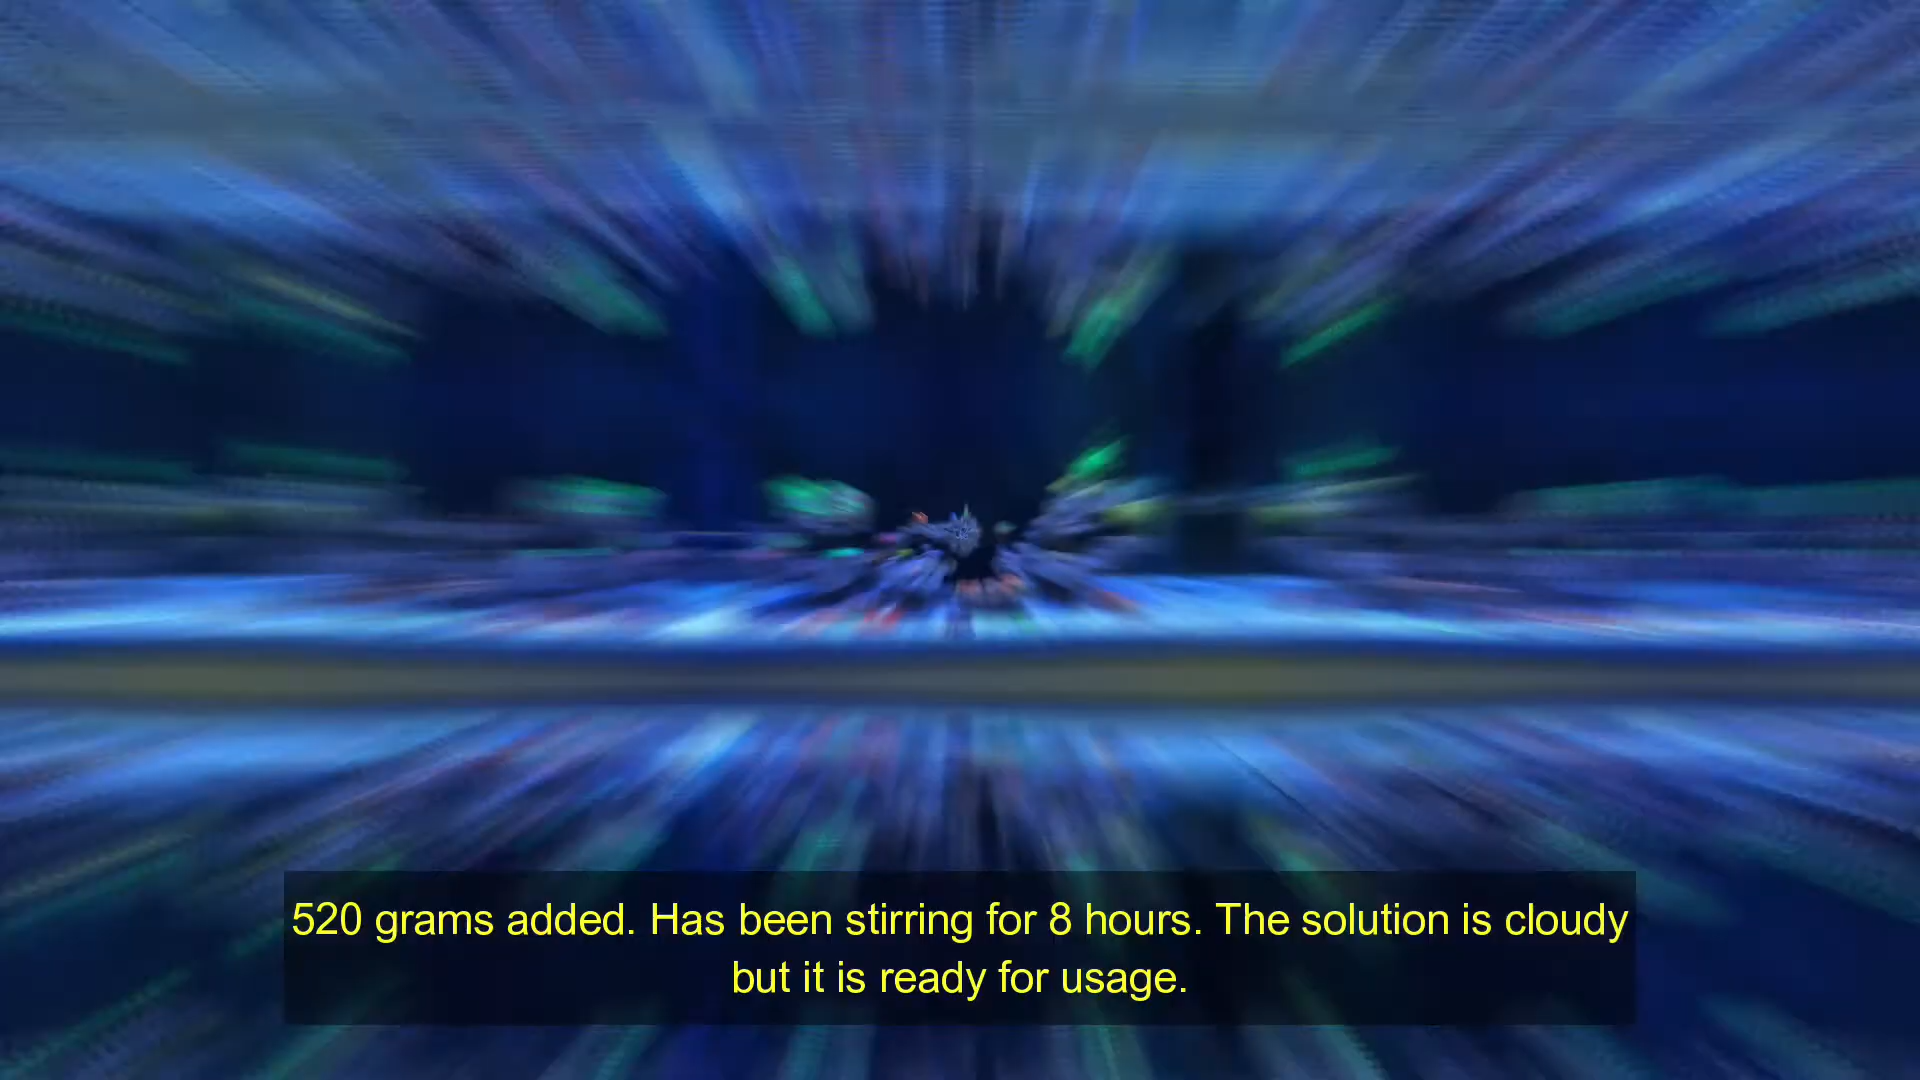 520 grams added. Has been stirring for 8 hours. The solution is cloudy
but it is ready for usage.